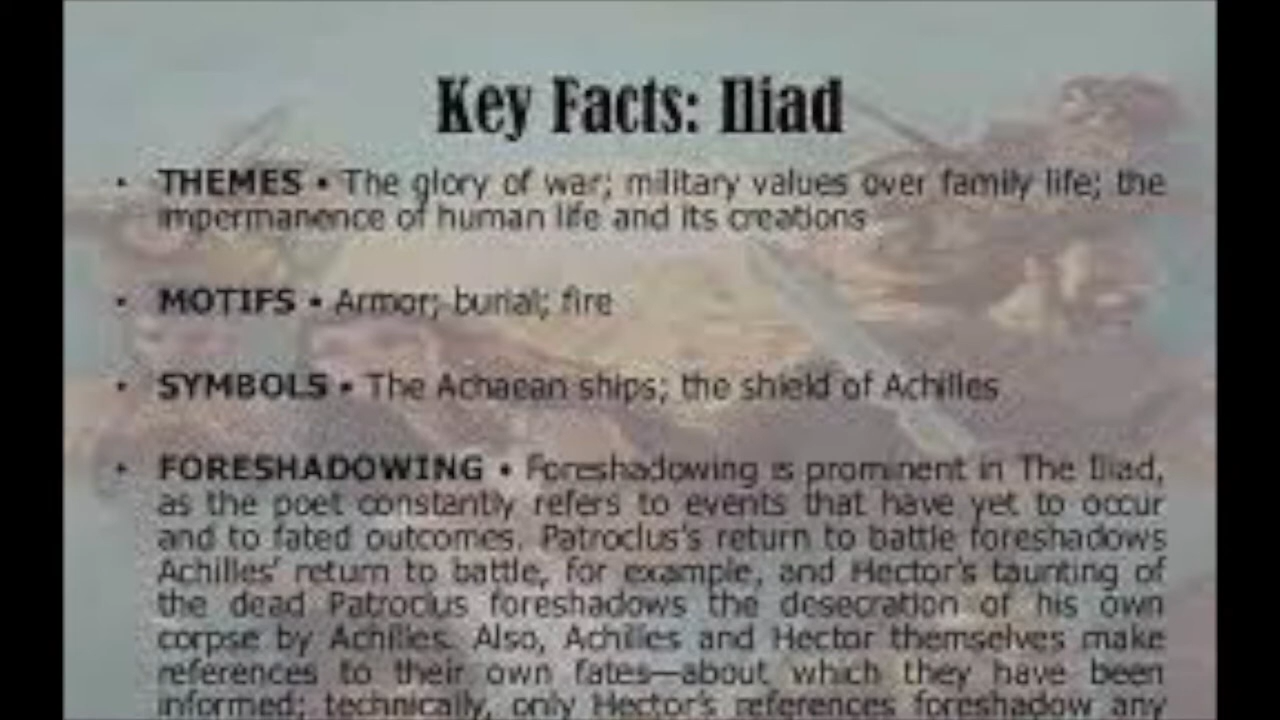 Key Facts: Iliad
• THEMES • The glory of war; military values over family life; the
impermanence of human life and its creations
• MOTIFS • Armor; burial; fire
• SYMBOLS • The Achaean ships; the shield of Achilles
• FORESHADOWING • Foreshadowing is prominent in The Iliad,
as the poet constantly refers to events that have yet to occur
and to fated outcomes. Patroclus's return to battle foreshadows
Achilles' return to battle, for example, and Hector's taunting of
the dead Patroclus foreshadows the desecration of his own
corpse by Achilles. Also, Achilles and Hector themselves make
references to their own fates—about which they have been
informed; technically, only Hector's references foreshadow any